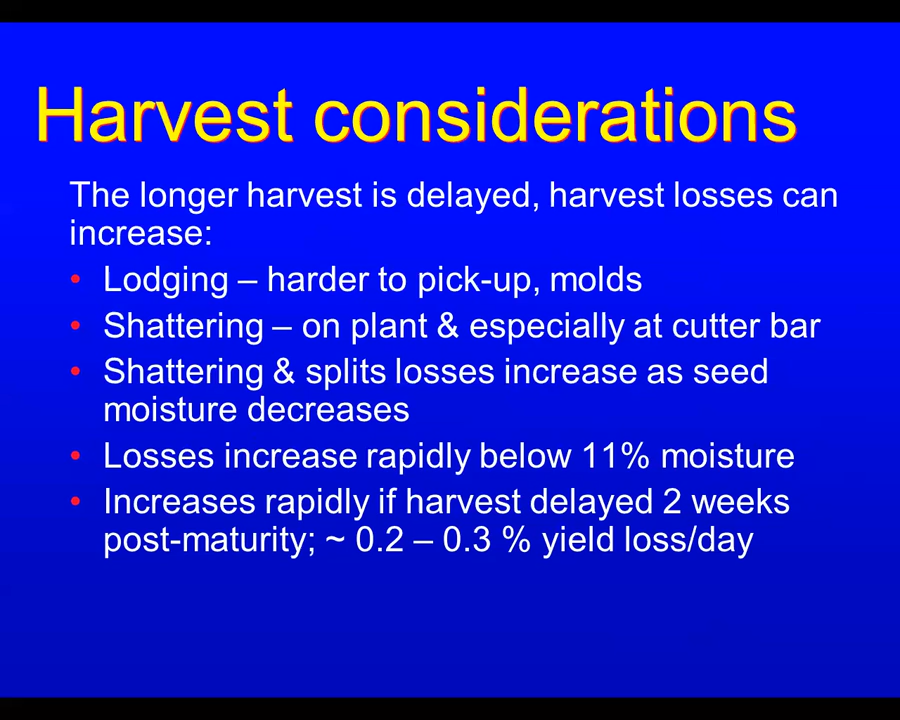 Harvest considerations
The longer harvest is delayed, harvest losses can
increase:
• Lodging – harder to pick-up, molds
• Shattering – on plant & especially at cutter bar
• Shattering & splits losses increase as seed
moisture decreases
• Losses increase rapidly below 11% moisture
• Increases rapidly if harvest delayed 2 weeks
post-maturity; ~ 0.2 – 0.3 % yield loss/day